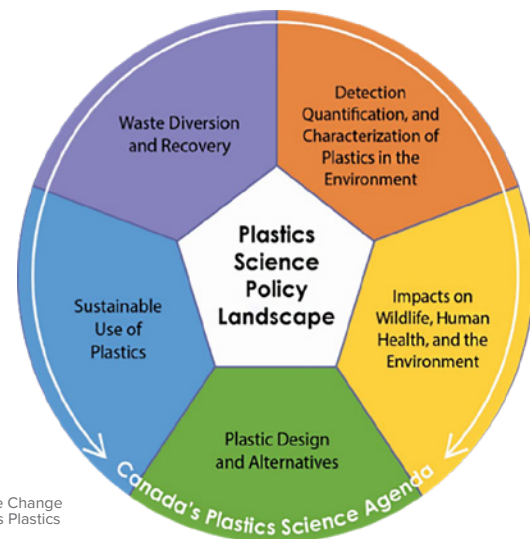 Waste Diversion
and Recovery
Detection
Quantification, and
Characterization of
Plastics in the
Environment
Plastics
Science
Policy
Landscape
Sustainable
Use of
Plastics
Impacts on
Wildlife, Human
Health, and the
Environment
Plastic Design
and Alternatives
Canada's Plastics Science Agenda
e Change
s Plastics